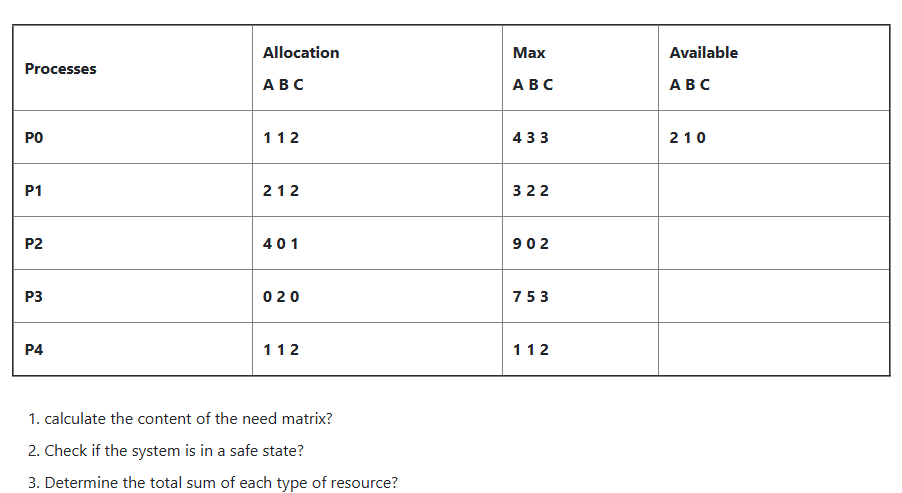 Processes Allocation Max Available
A B C A B C A B C
P0 1 1 2 4 3 3 2 1 0
P1 2 1 2 3 2 2
P2 4 0 1 9 0 2
P3 0 2 0 7 5 3
P4 1 1 2 1 1 2
1. calculate the content of the need matrix?
2. Check if the system is in a safe state?
3. Determine the total sum of each type of resource?